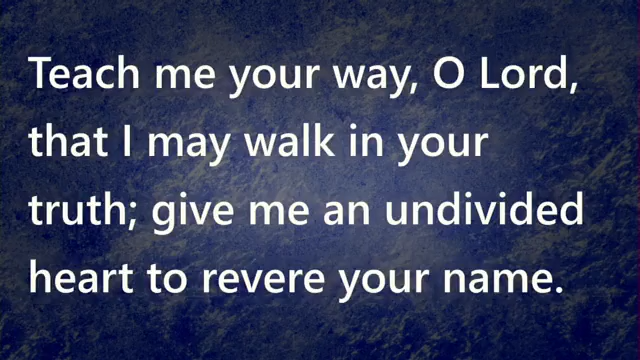 Teach me your way, O Lord,
that I may walk in your
truth; give me an undivided
heart to revere your name.